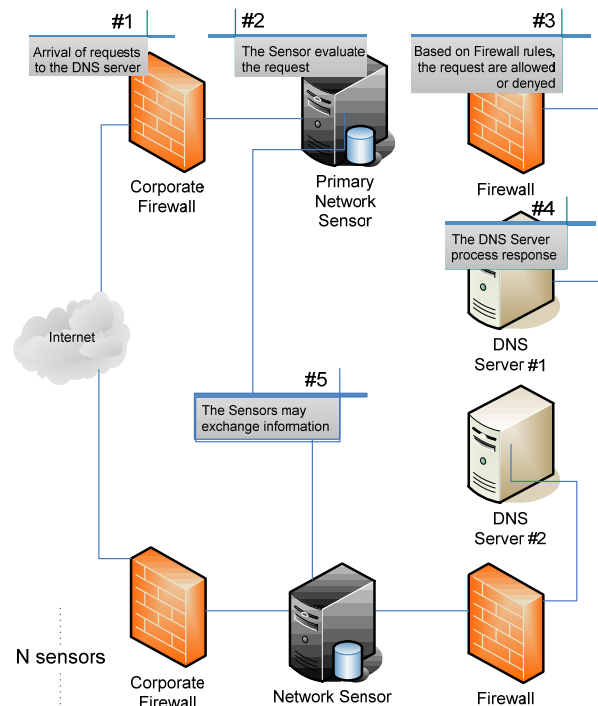 #1
Arrival of requests
to the DNS server
#2
The Sensor evaluate
the request
#3
Based on Firewall rules,
the request are allowed
or denyed
Corporate
Firewall
Primary
Network
Sensor
Firewall
#4
The DNS Server
process response
Internet
DNS
Server #1
#5
The Sensors may
exchange information
DNS
Server #2
N sensors
Corporate
Firewall
Network Sensor
Firewall